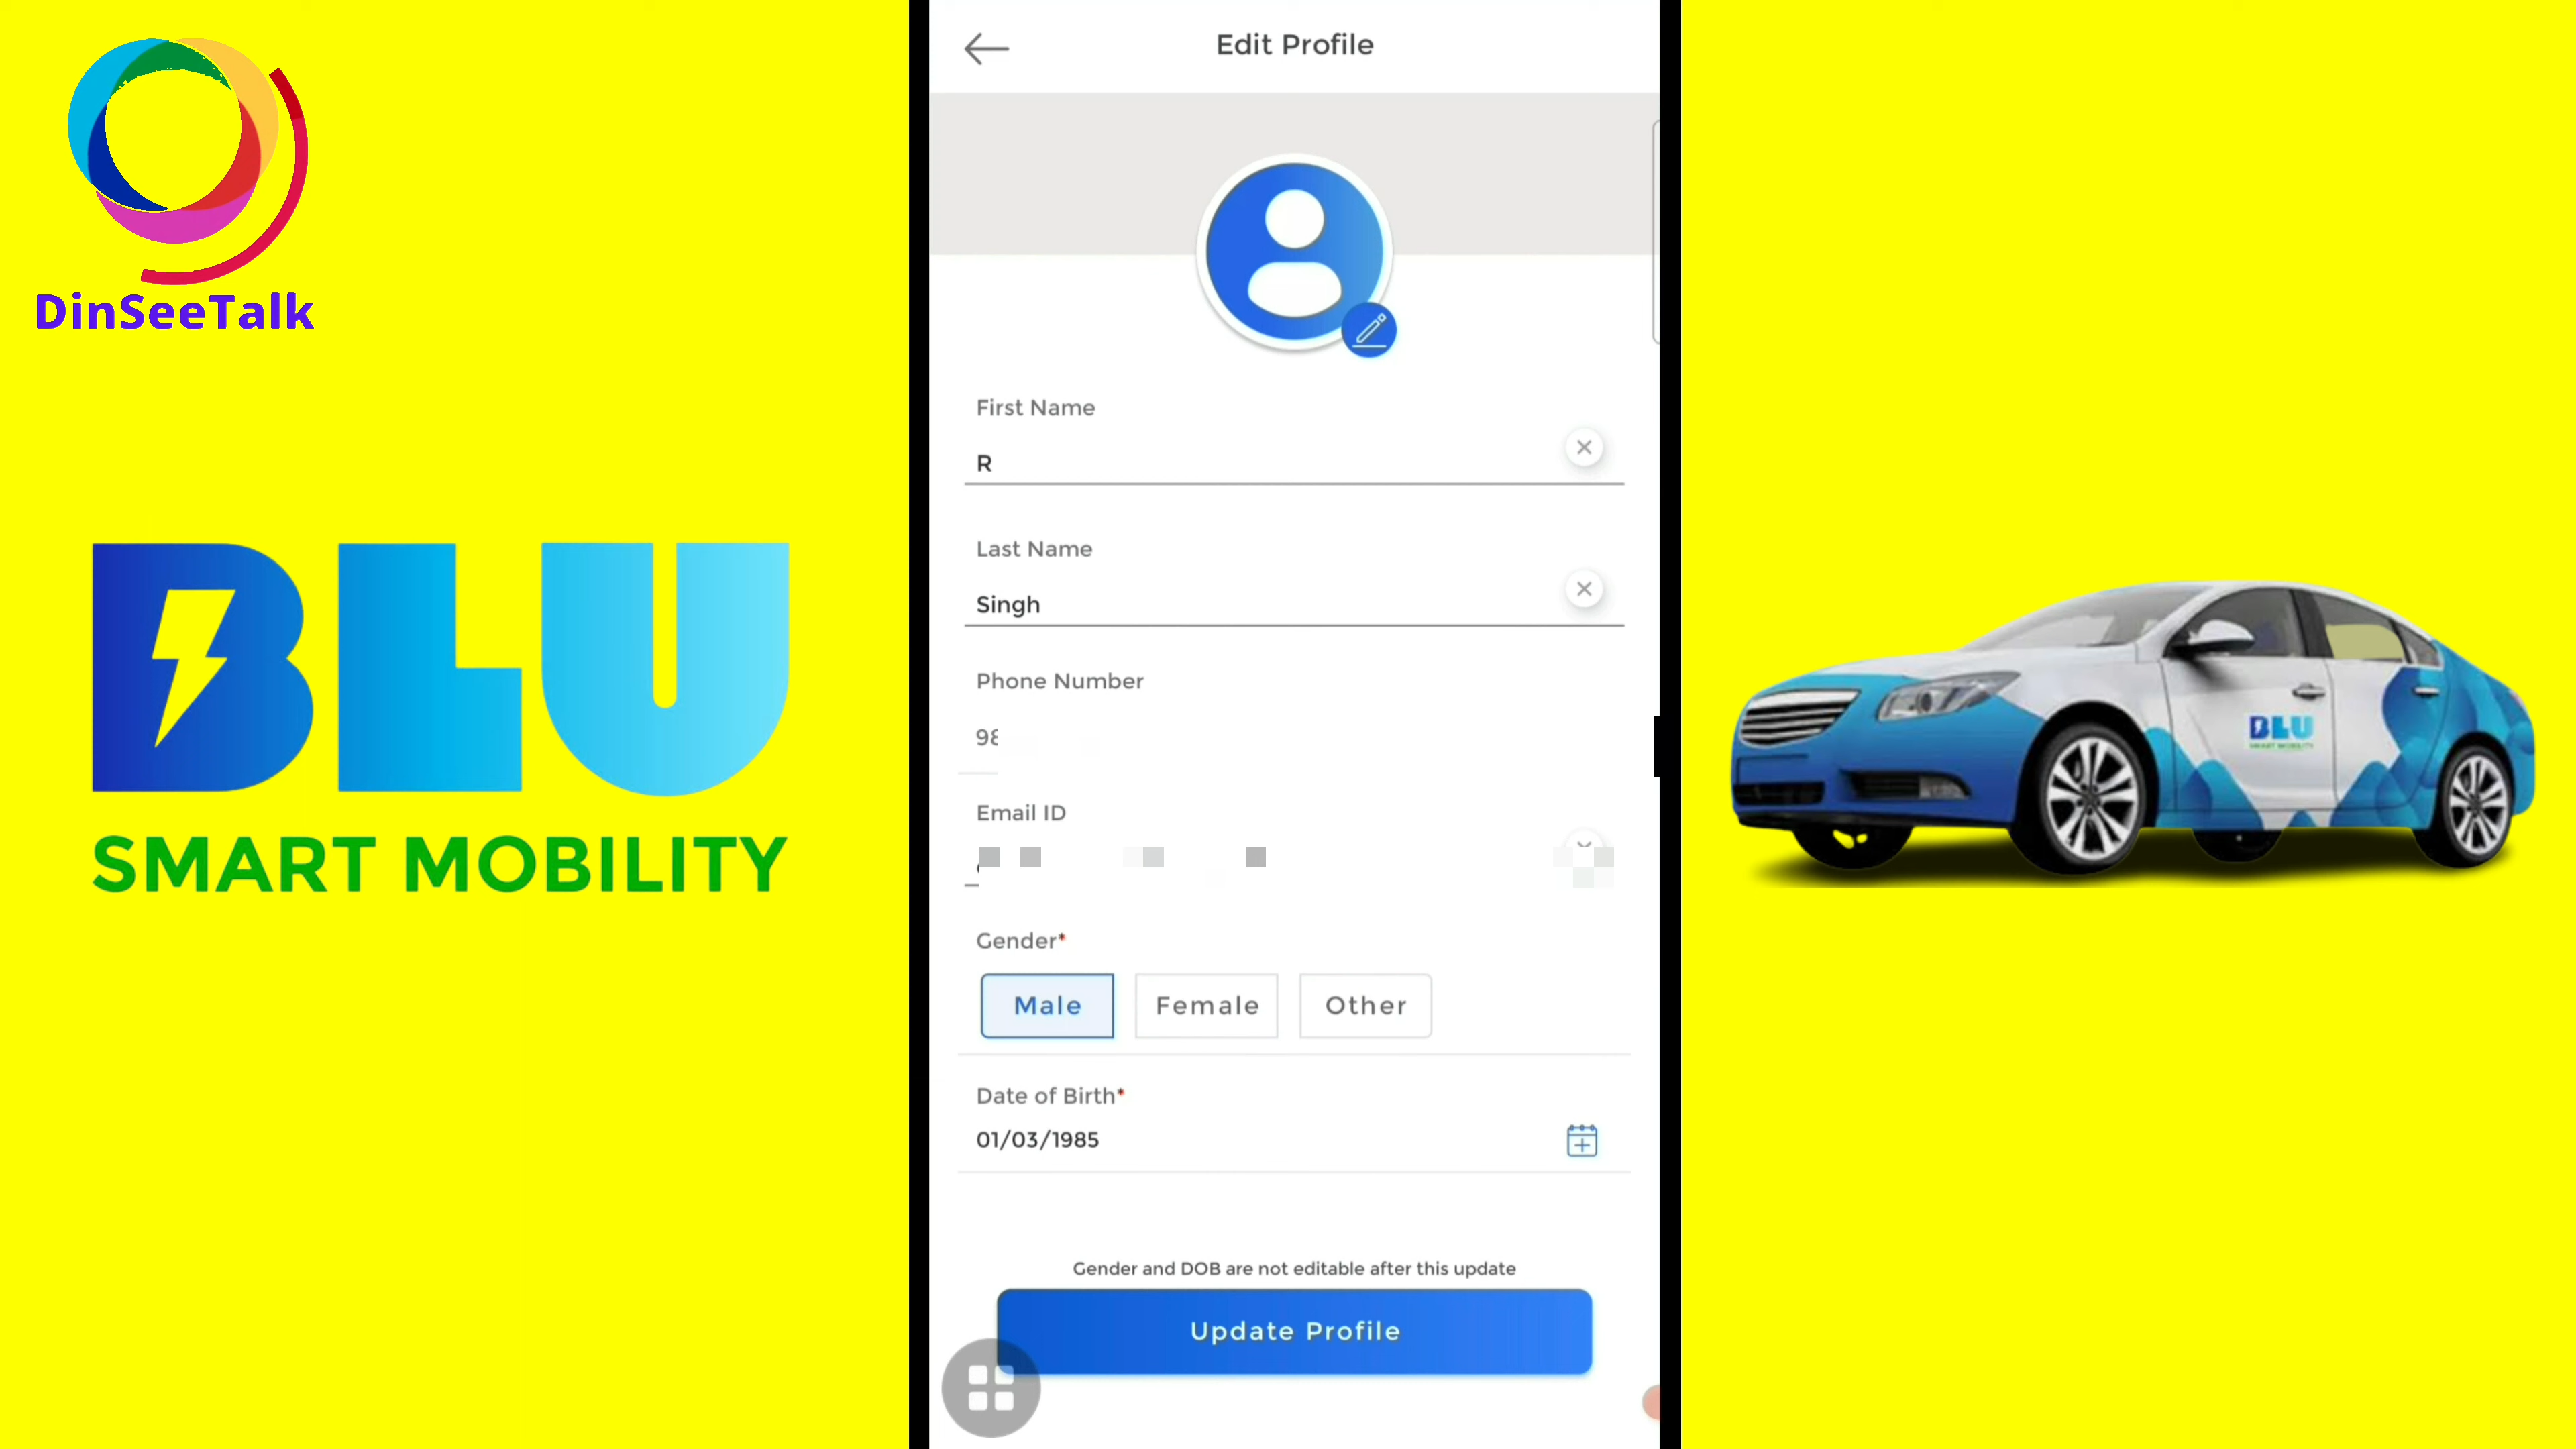 DinSeeTalk
BLU
SMART MOBILITY
Edit Profile
First Name
R
Last Name
Singh
Phone Number
98
Email ID
Gender*
Male
Female
Other
Date of Birth*
01/03/1985
Gender and DOB are not editable after this update
Update Profile
BLU
SMART MOBILITY